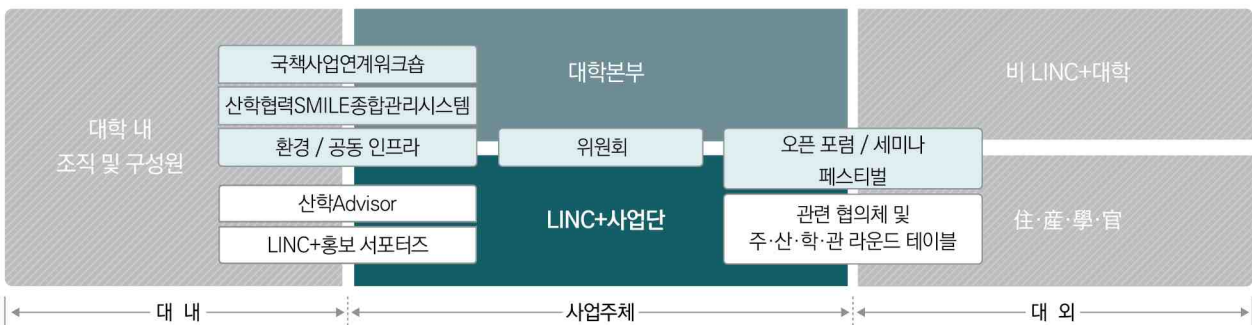 대학 내
조직 및 구성원
국책사업연계워크숍
산학협력SMILE종합관리시스템
환경 / 공동 인프라
산학Advisor
LINC+홍보 서포터즈
대학본부
위원회
LINC+사업단
오픈 포럼 / 세미나
페스티벌
관련 협의체 및
주·산·학·관 라운드 테이블
비 LINC+대학
住·産·學·官
대 내
사업주체
대 외